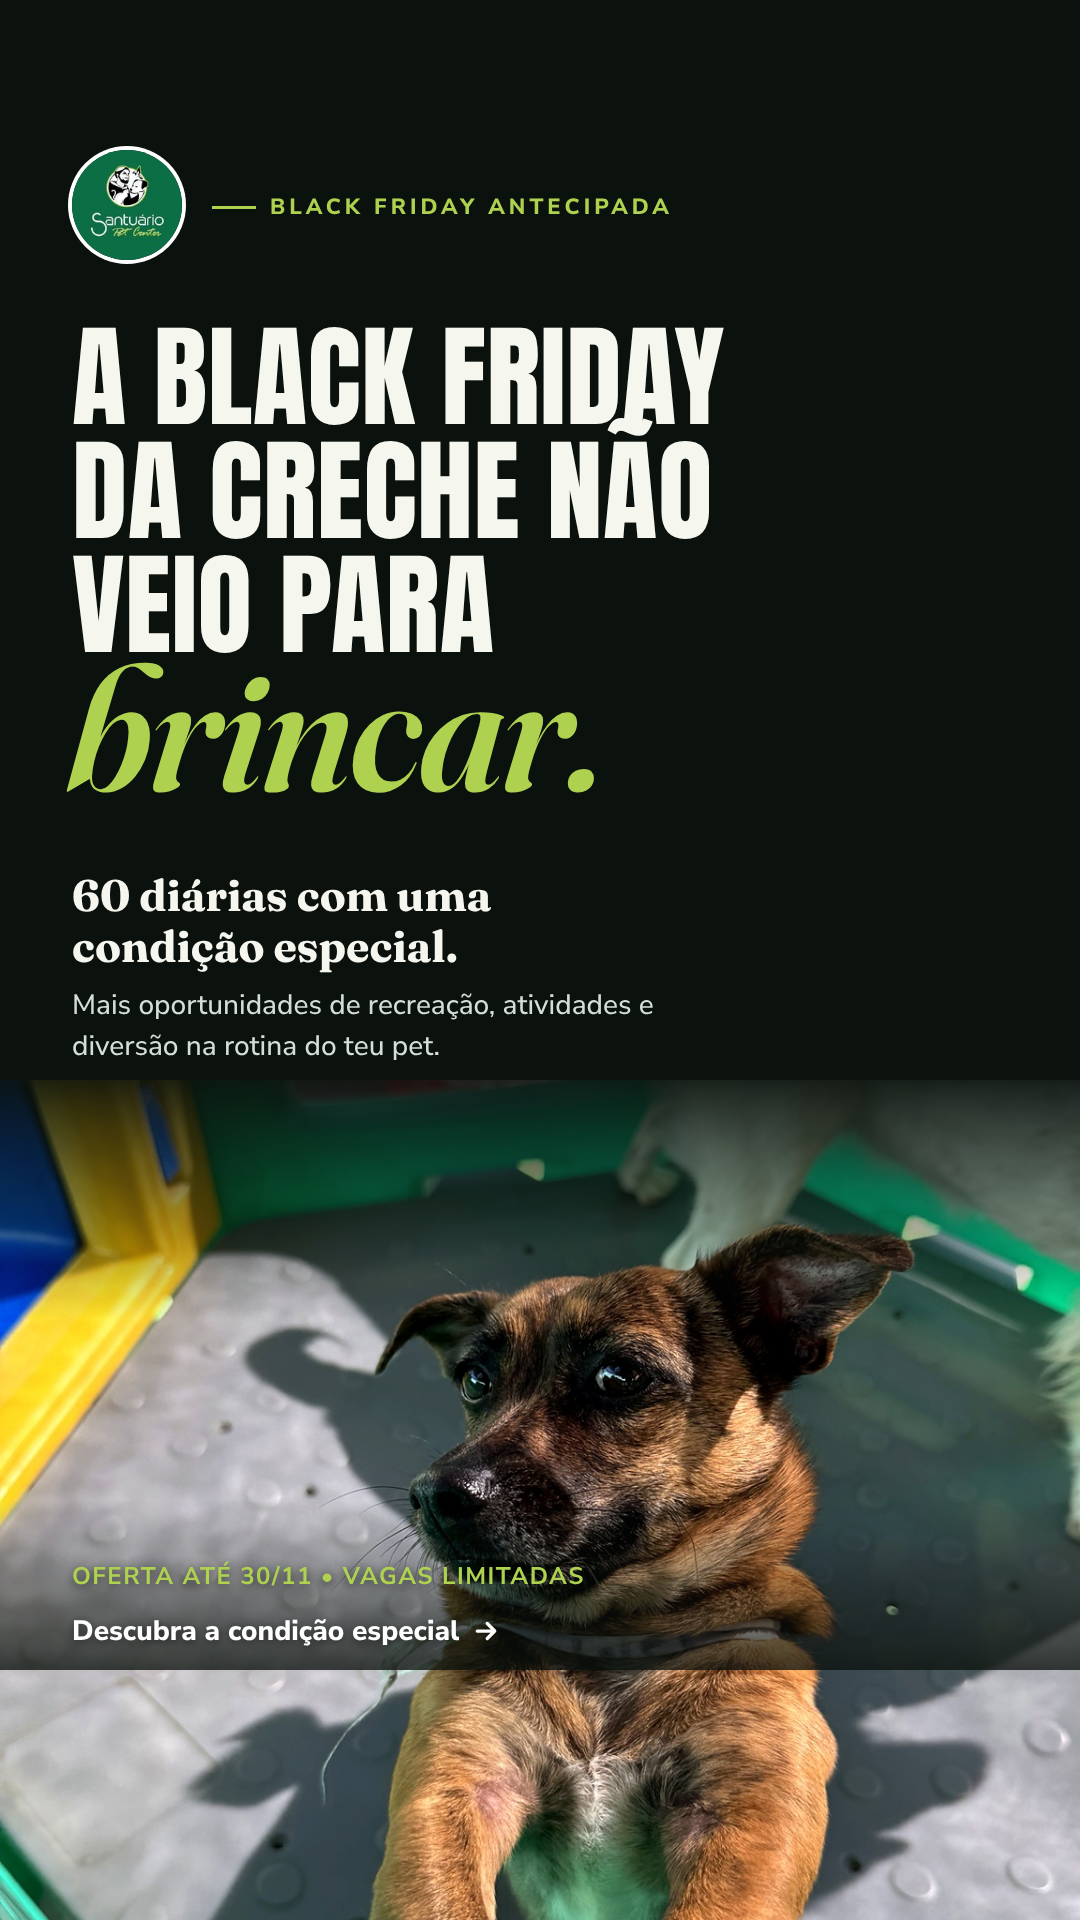 Santuário
Pet Center
BLACK FRIDAY ANTECIPADA
A BLACK FRIDAY
DA CRECHE NÃO
VEIO PARA
brincar.
60 diárias com uma
condição especial.
Mais oportunidades de recreação, atividades e
diversão na rotina do teu pet.
OFERTA ATÉ 30/11 • VAGAS LIMITADAS
Descubra a condição especial →